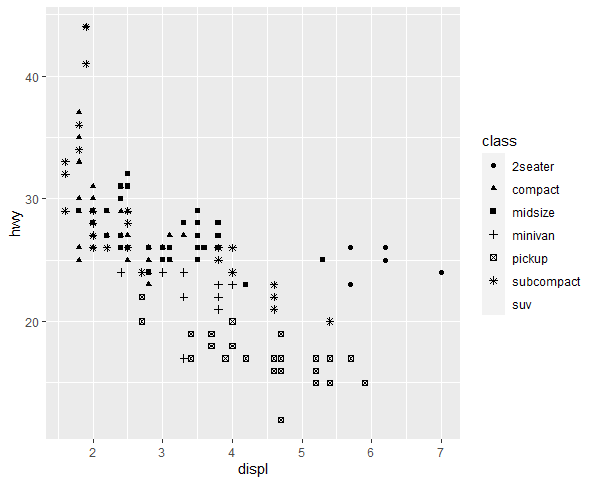 40
30
20
hwy
2 3 4 5 6 7
displ
class
2seater
compact
midsize
minivan
pickup
subcompact
suv